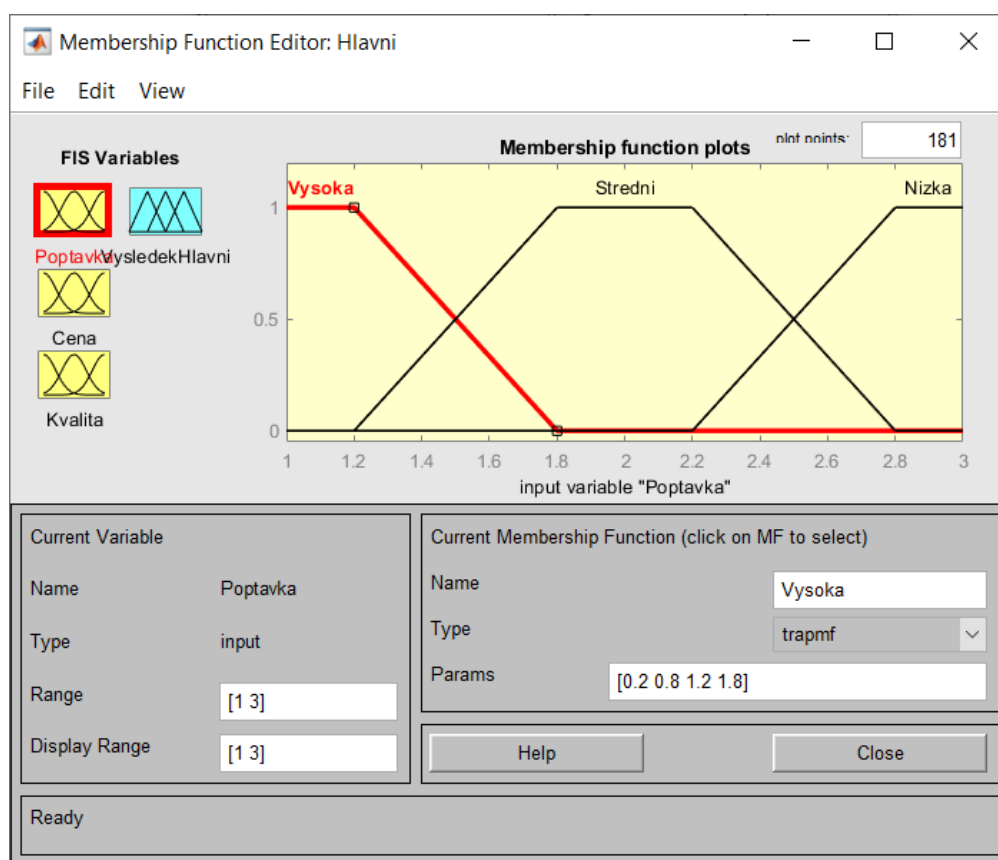 Membership Function Editor: Hlavni
File Edit View
FIS Variables
Poptavka
VysledekHlavni
Cena
Kvalita
Membership function plots
plot points:
181
Vysoka
Stredni
Nizka
1
0.5
0
1 1.2 1.4 1.6 1.8 2 2.2 2.4 2.6 2.8 3
input variable "Poptavka"
Current Variable
Name Poptavka
Type input
Range [1 3]
Display Range [1 3]
Current Membership Function (click on MF to select)
Name Vysoka
Type trapmf
Params [0.2 0.8 1.2 1.8]
Help Close
Ready